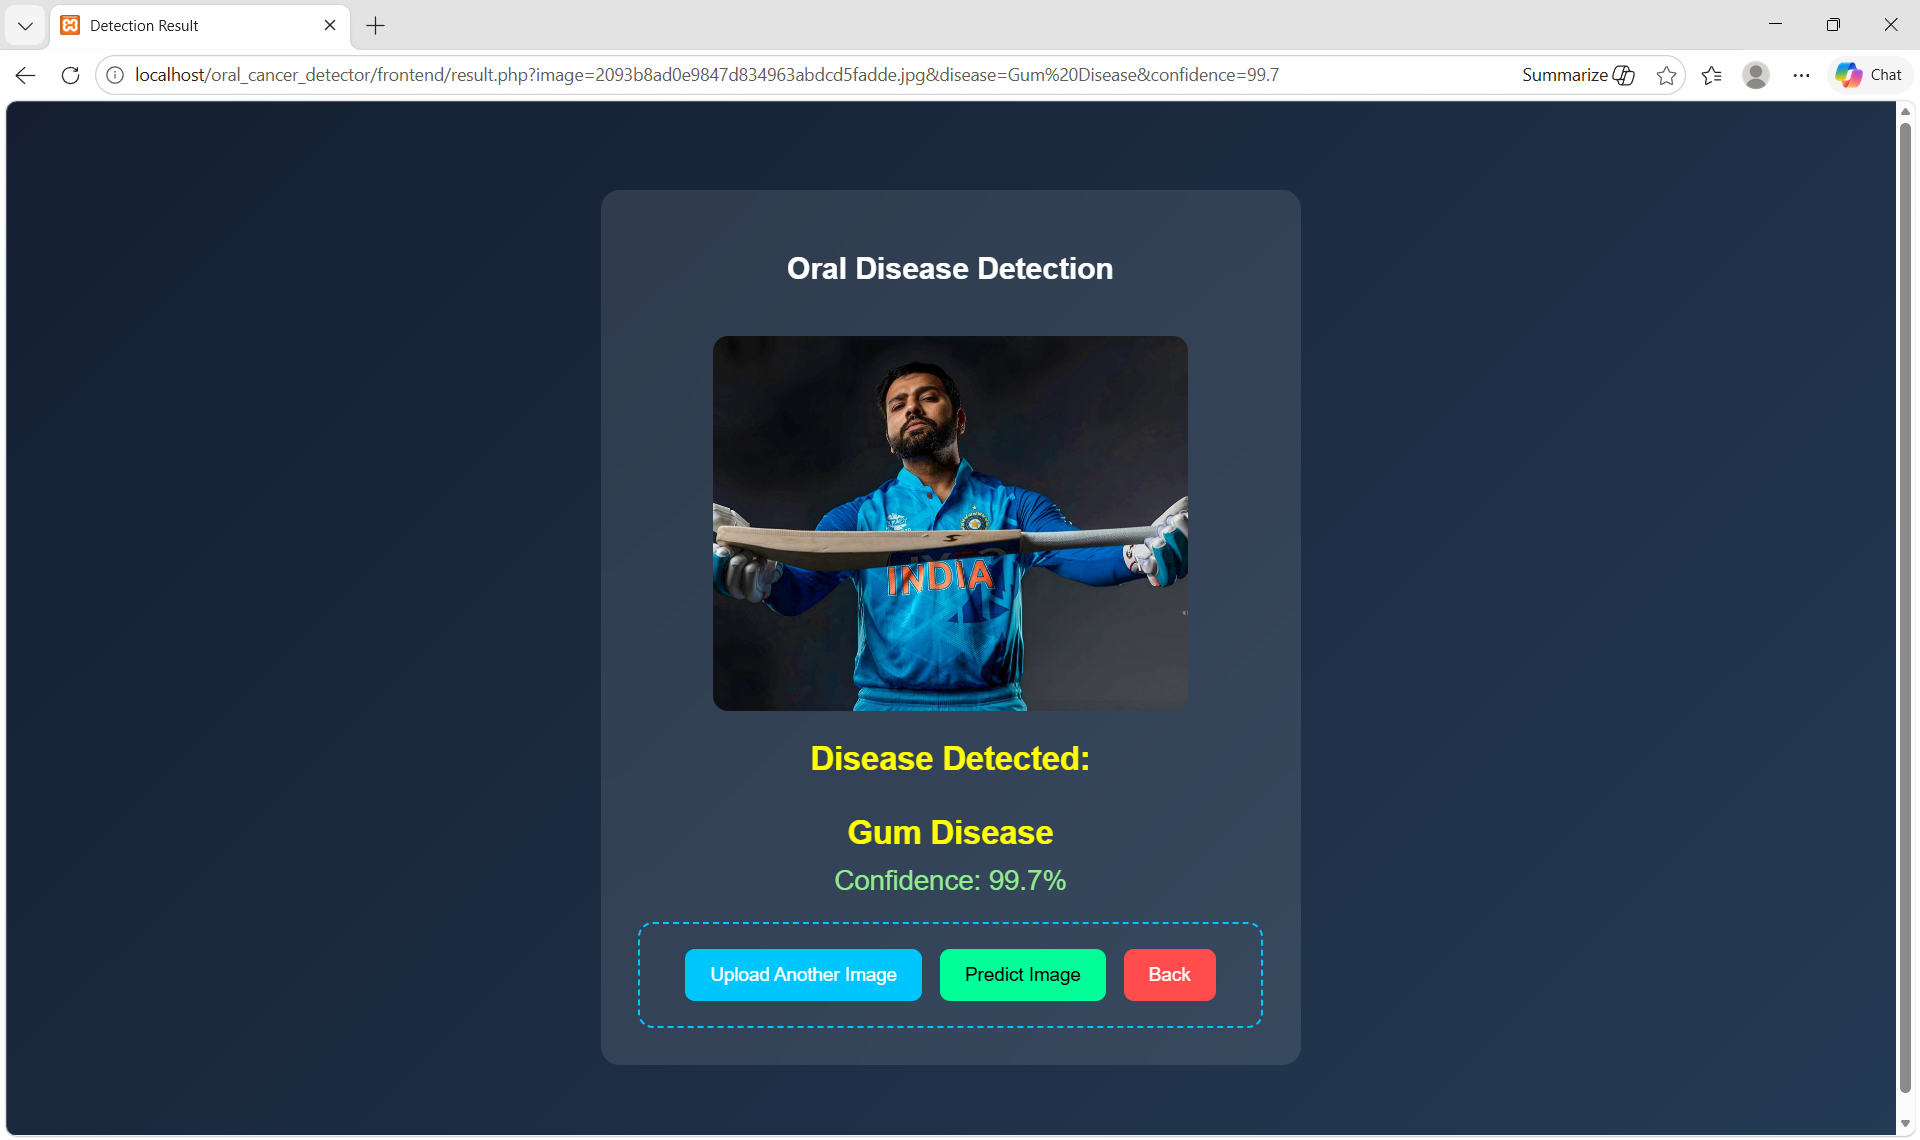 Detection Result
localhost/oral_cancer_detector/frontend/result.php?image=2093b8ad0e9847d834963abdcd5fadde.jpg&disease=Gum%20Disease&confidence=99.7
Summarize
Chat
Oral Disease Detection
INDIA
Disease Detected:
Gum Disease
Confidence: 99.7%
Upload Another Image
Predict Image
Back